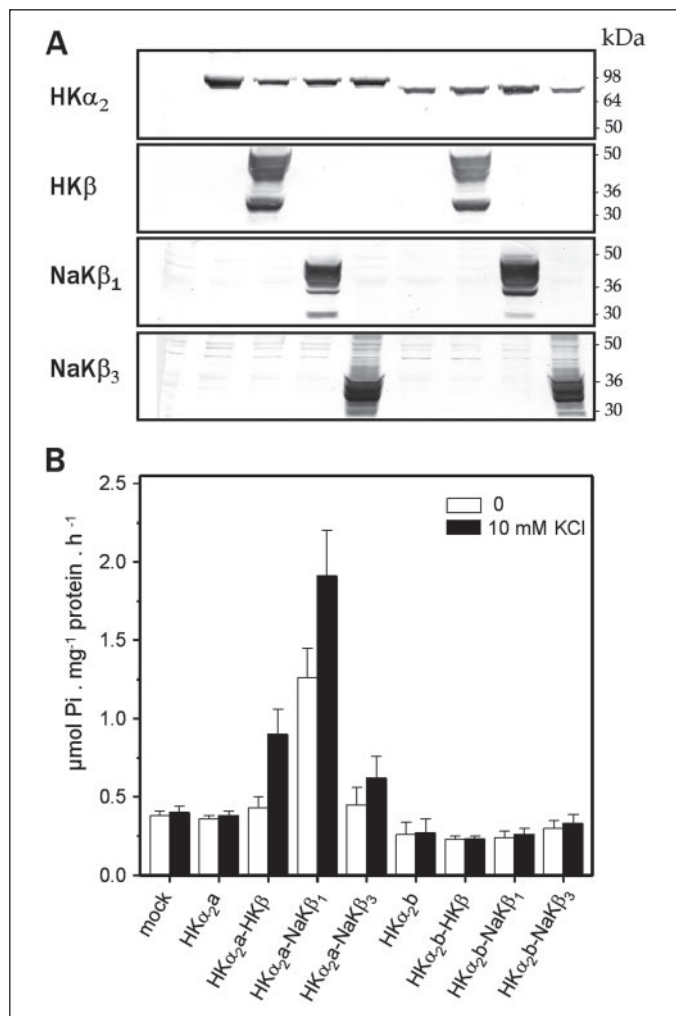 A
kDa
HKα₂
98
64
50
HKβ
50
36
30
NaKβ₁
50
36
30
NaKβ₃
50
36
30
B
µmol Pi . mg⁻¹ protein . h⁻¹
2.5
2.0
1.5
1.0
0.5
0.0
0
10 mM KCl
mock
HKα₂a
HKα₂a-HKβ
HKα₂a-NaKβ₁
HKα₂a-NaKβ₃
HKα₂b
HKα₂b-HKβ
HKα₂b-NaKβ₁
HKα₂b-NaKβ₃